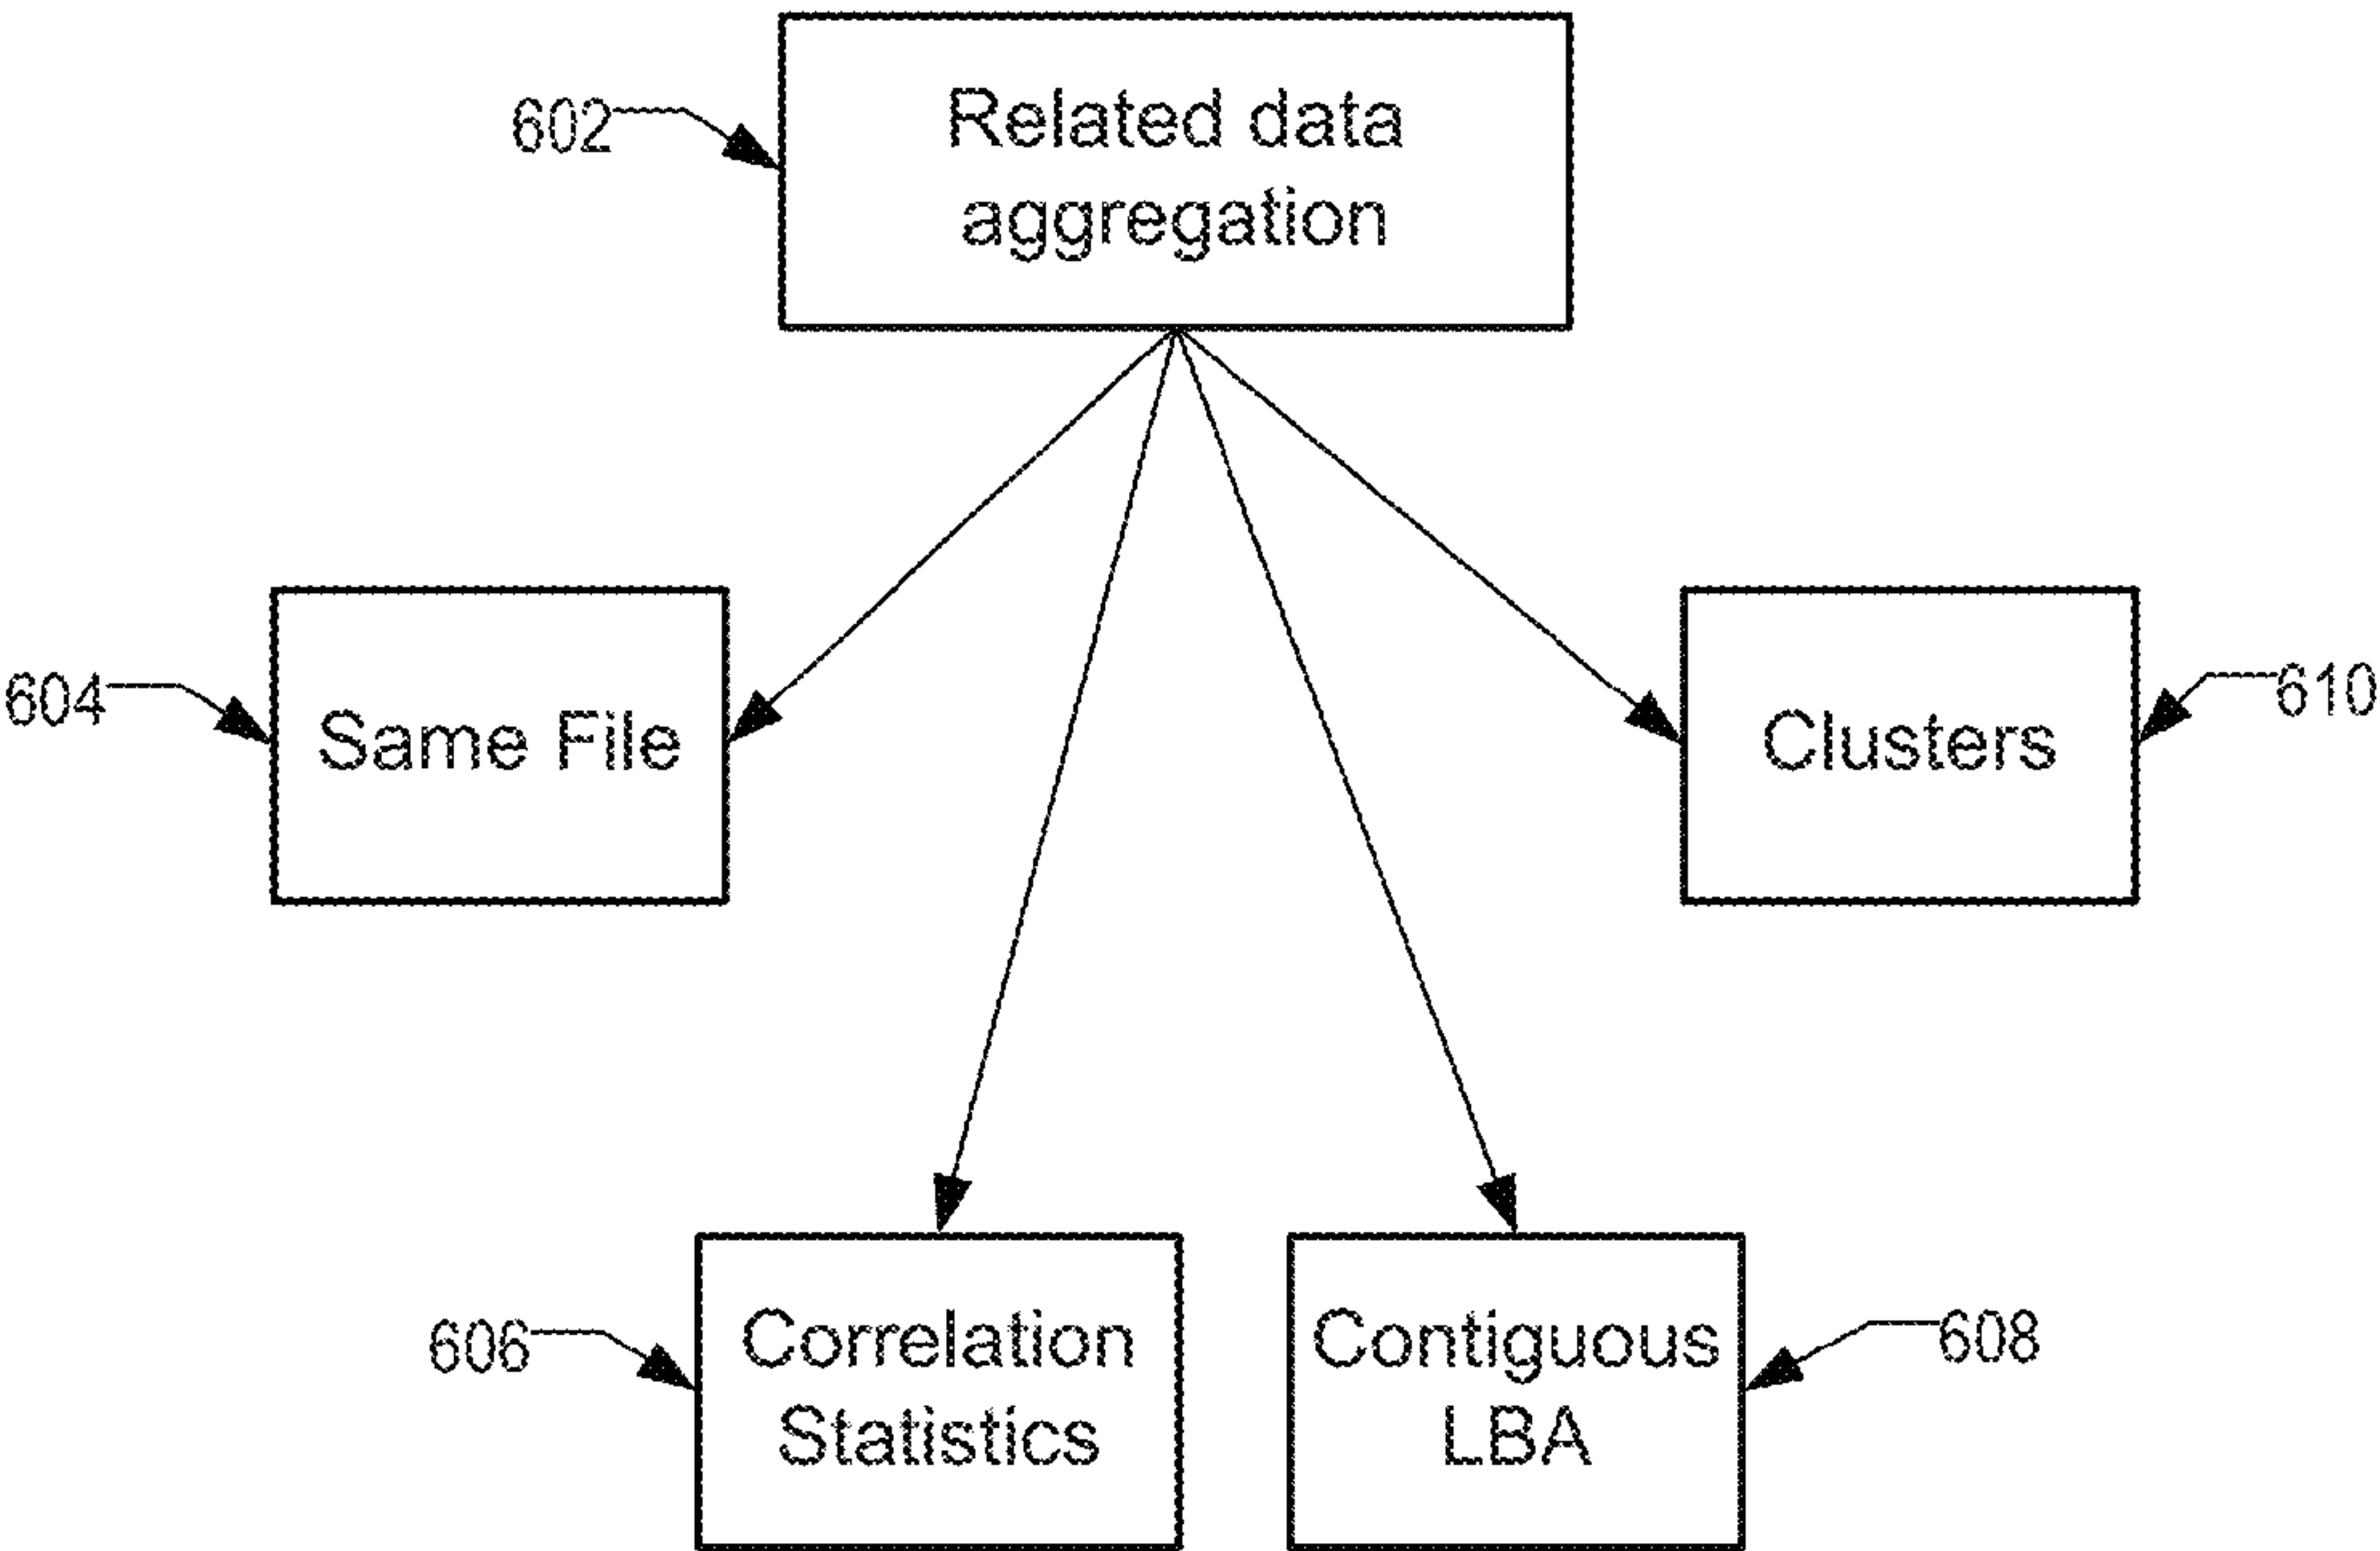 602
Related data
aggregation
604
Same File
Clusters
610
606
Correlation
Statistics
Contiguous
LBA
608